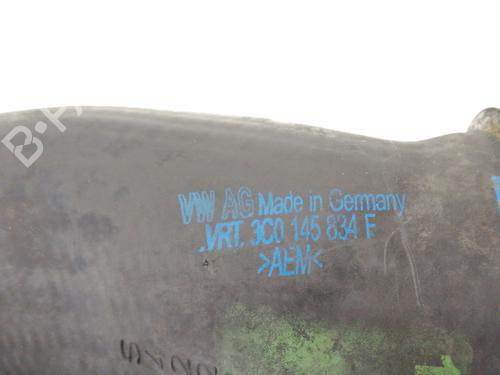 VW AG Made in Germany
.VRT. 3C0 145 834 F
>AEM<